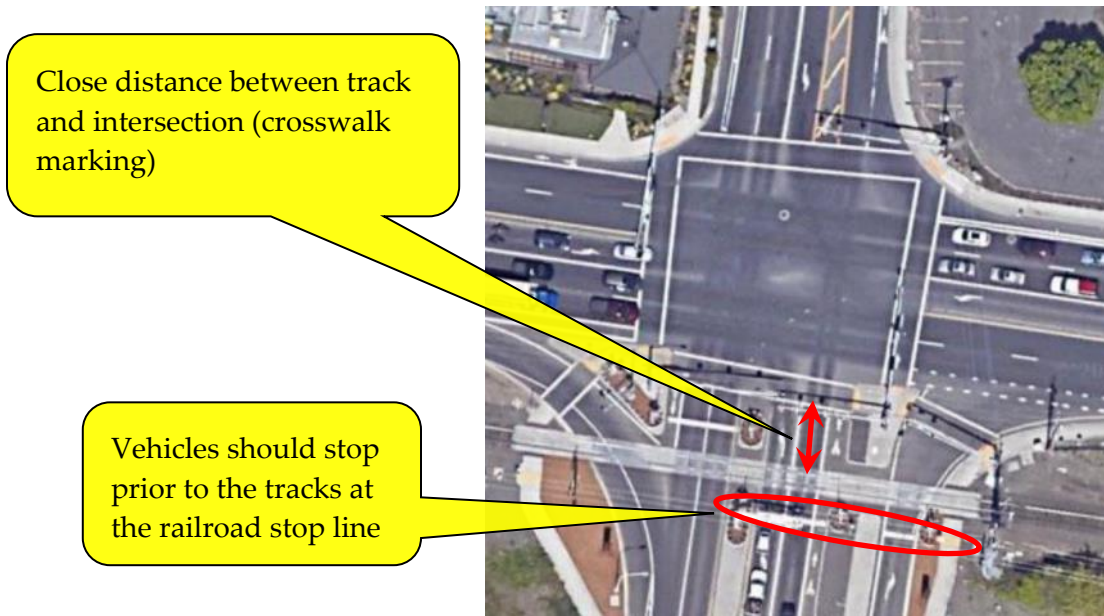 Close distance between track
and intersection (crosswalk
marking)
Vehicles should stop
prior to the tracks at
the railroad stop line